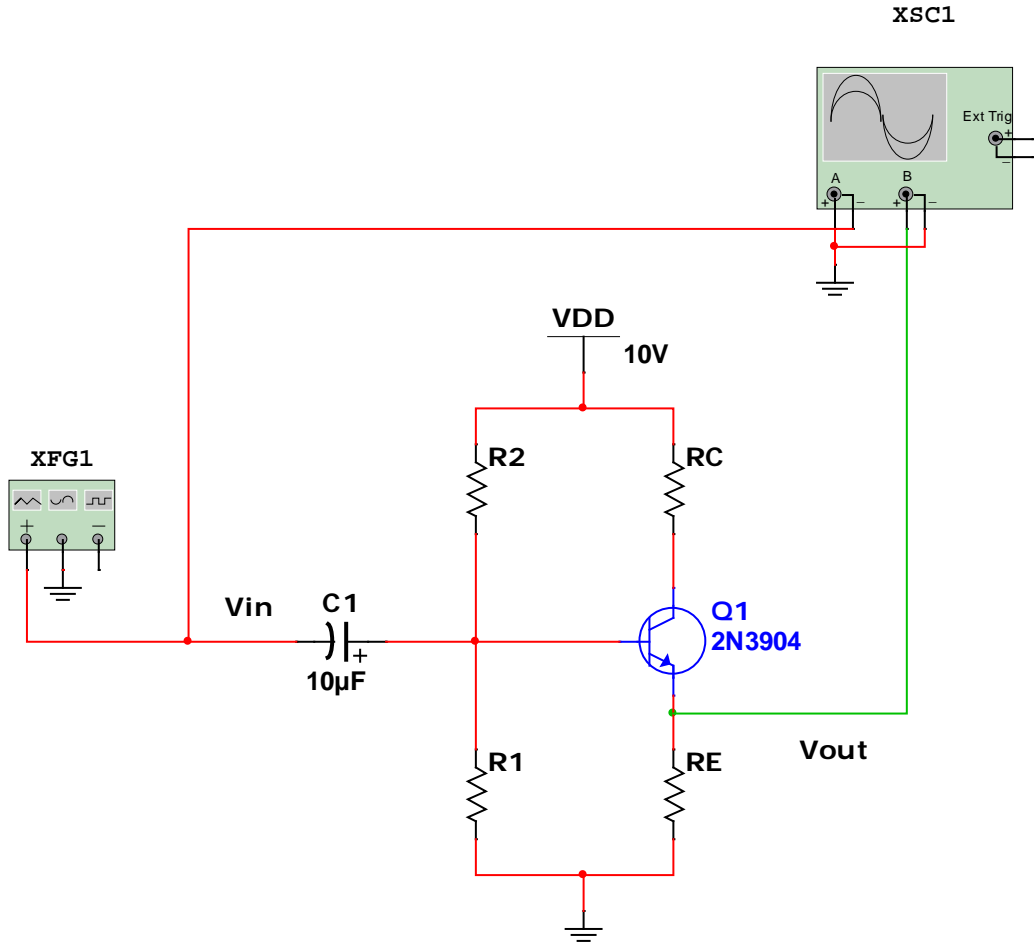 XSC1
Ext Trig
+
−
A
B
+ − + −
VDD
10V
XFG1
+ −
R2
RC
Vin
C1
+
10µF
Q1
2N3904
Vout
R1
RE